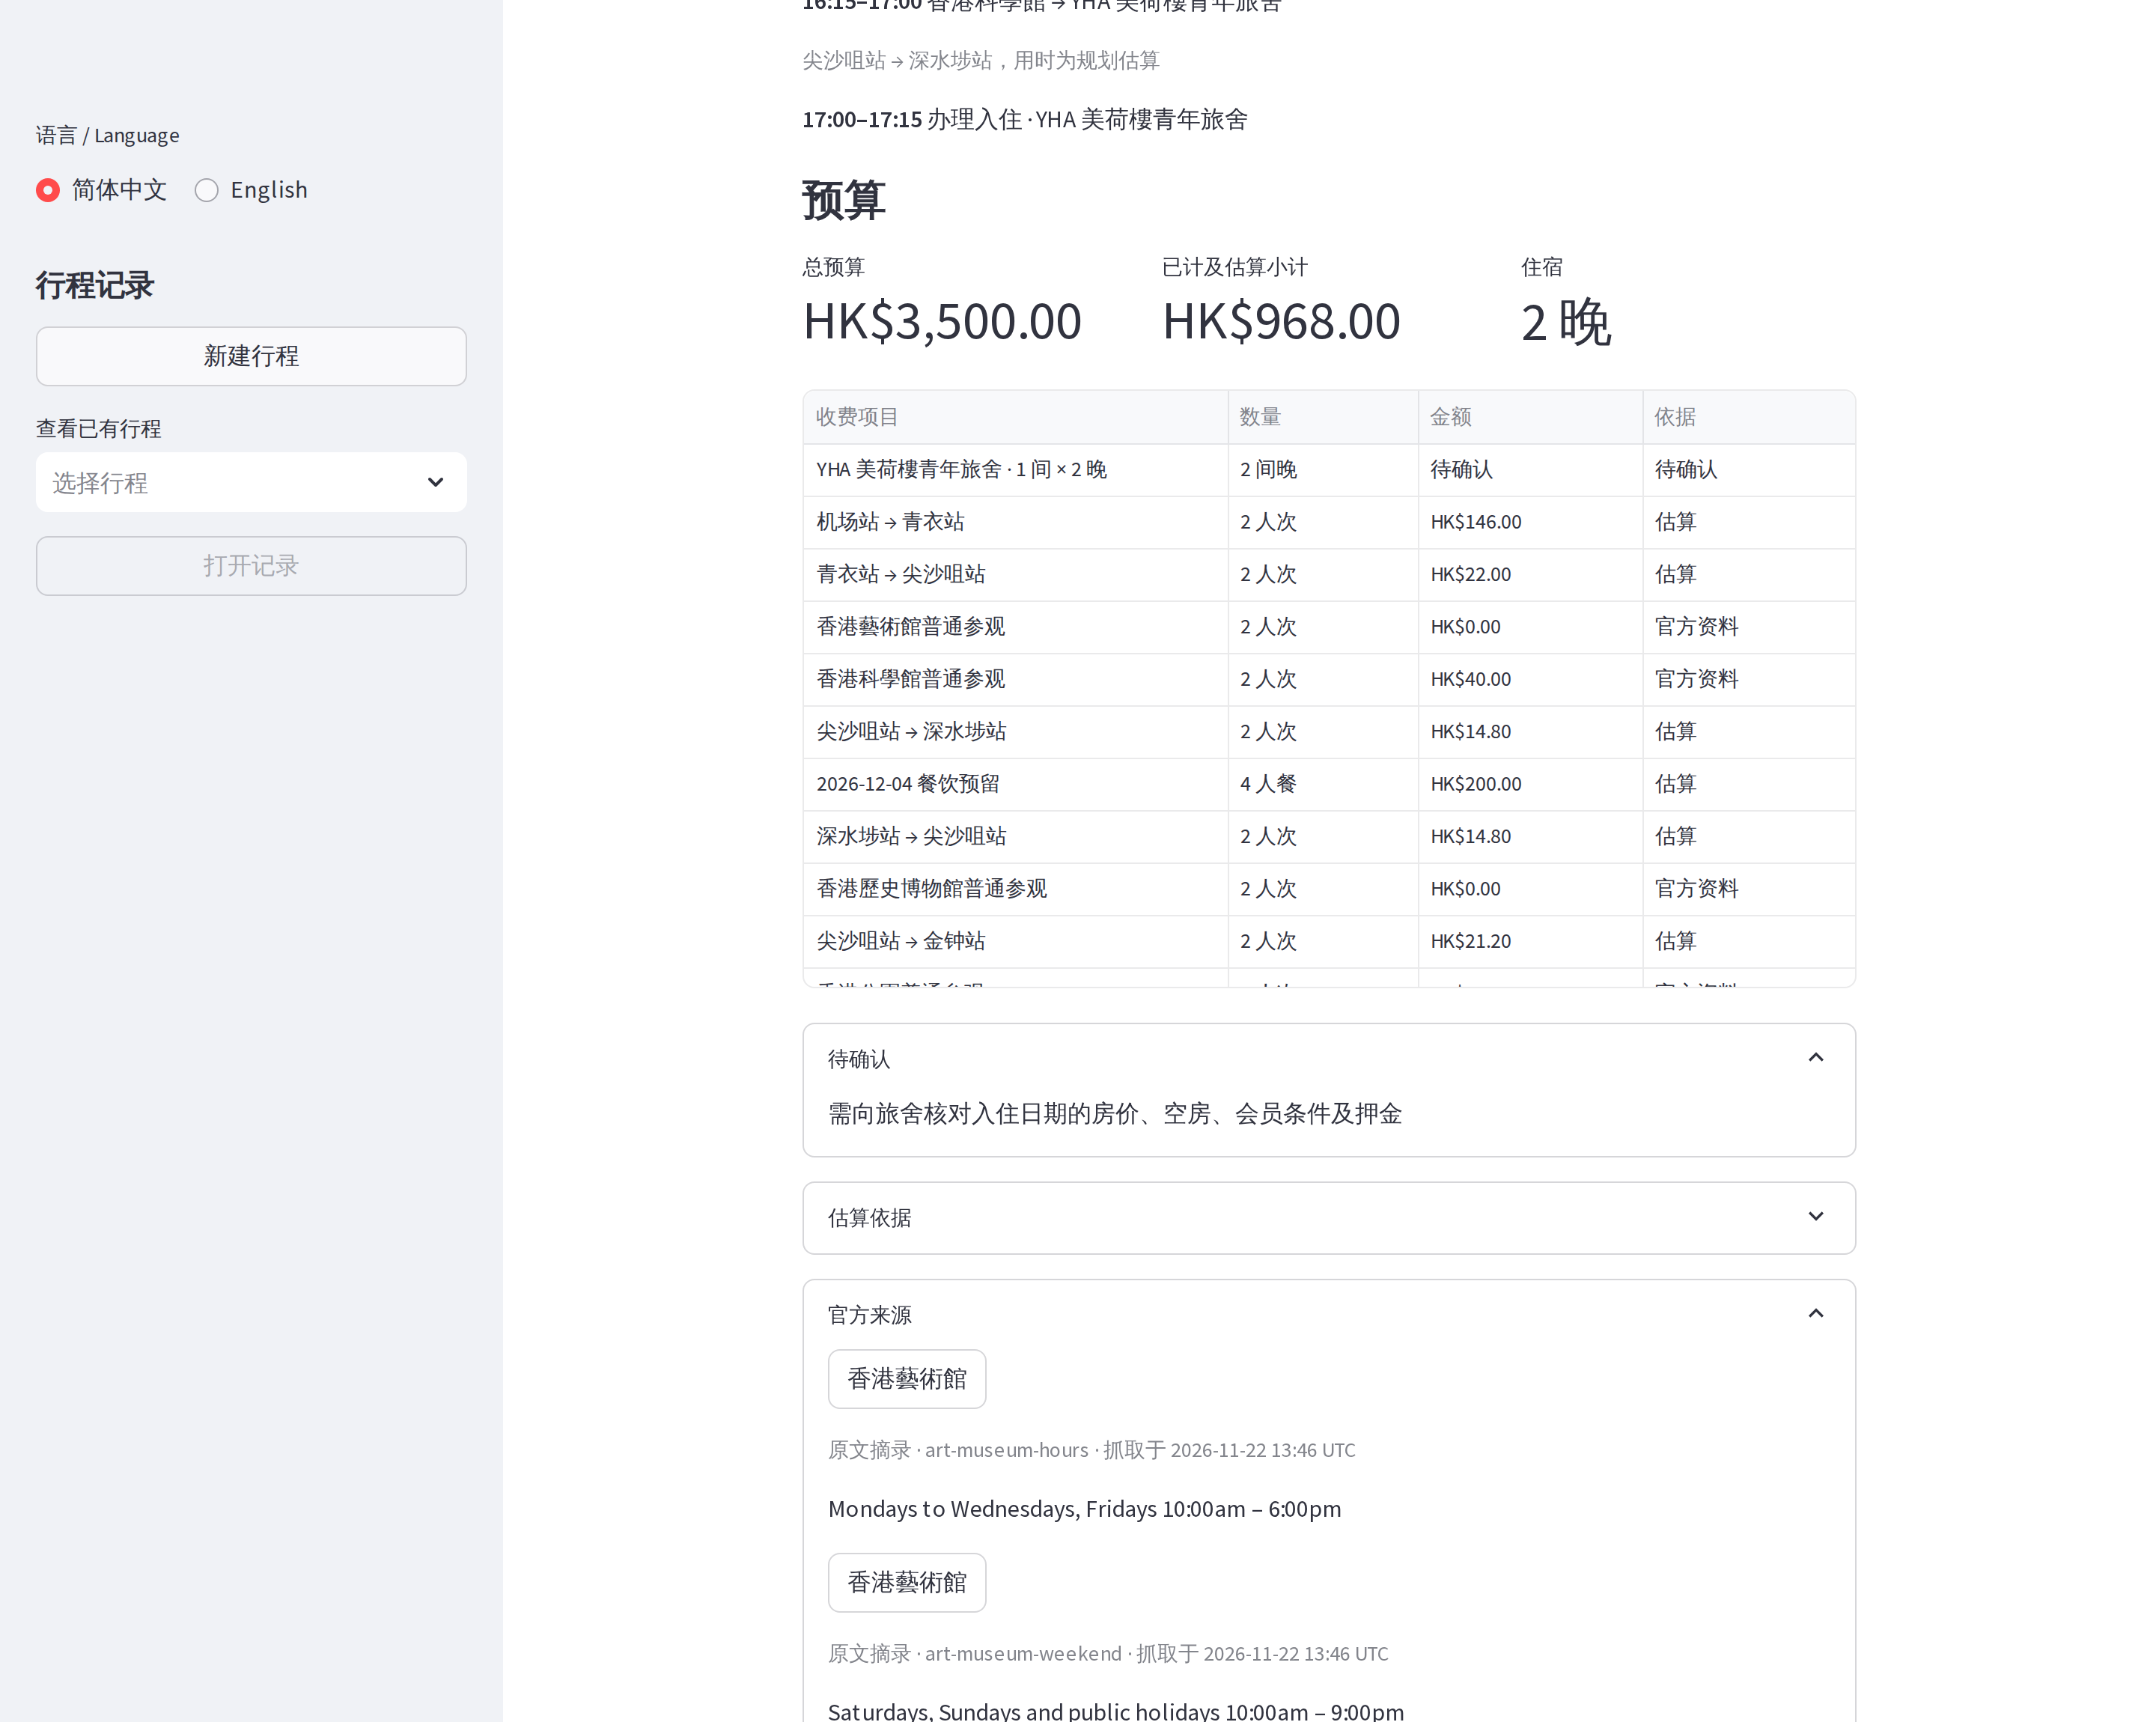 语言 / Language
简体中文 English
行程记录
新建行程
查看已有行程
选择行程
打开记录
16:15–17:00 香港科學館 → YHA 美荷樓青年旅舍
尖沙咀站 → 深水埗站，用时为规划估算
17:00–17:15 办理入住 · YHA 美荷樓青年旅舍
预算
总预算 已计及估算小计 住宿
HK$3,500.00 HK$968.00 2 晚
收费项目 数量 金额 依据
YHA 美荷樓青年旅舍 · 1 间 × 2 晚 2 间晚 待确认 待确认
机场站 → 青衣站 2 人次 HK$146.00 估算
青衣站 → 尖沙咀站 2 人次 HK$22.00 估算
香港藝術館普通参观 2 人次 HK$0.00 官方资料
香港科學館普通参观 2 人次 HK$40.00 官方资料
尖沙咀站 → 深水埗站 2 人次 HK$14.80 估算
2026-12-04 餐饮预留 4 人餐 HK$200.00 估算
深水埗站 → 尖沙咀站 2 人次 HK$14.80 估算
香港歷史博物館普通参观 2 人次 HK$0.00 官方资料
尖沙咀站 → 金钟站 2 人次 HK$21.20 估算
待确认
需向旅舍核对入住日期的房价、空房、会员条件及押金
估算依据
官方来源
香港藝術館
原文摘录 · art-museum-hours · 抓取于 2026-11-22 13:46 UTC
Mondays to Wednesdays, Fridays 10:00am – 6:00pm
香港藝術館
原文摘录 · art-museum-weekend · 抓取于 2026-11-22 13:46 UTC
Saturdays, Sundays and public holidays 10:00am – 9:00pm